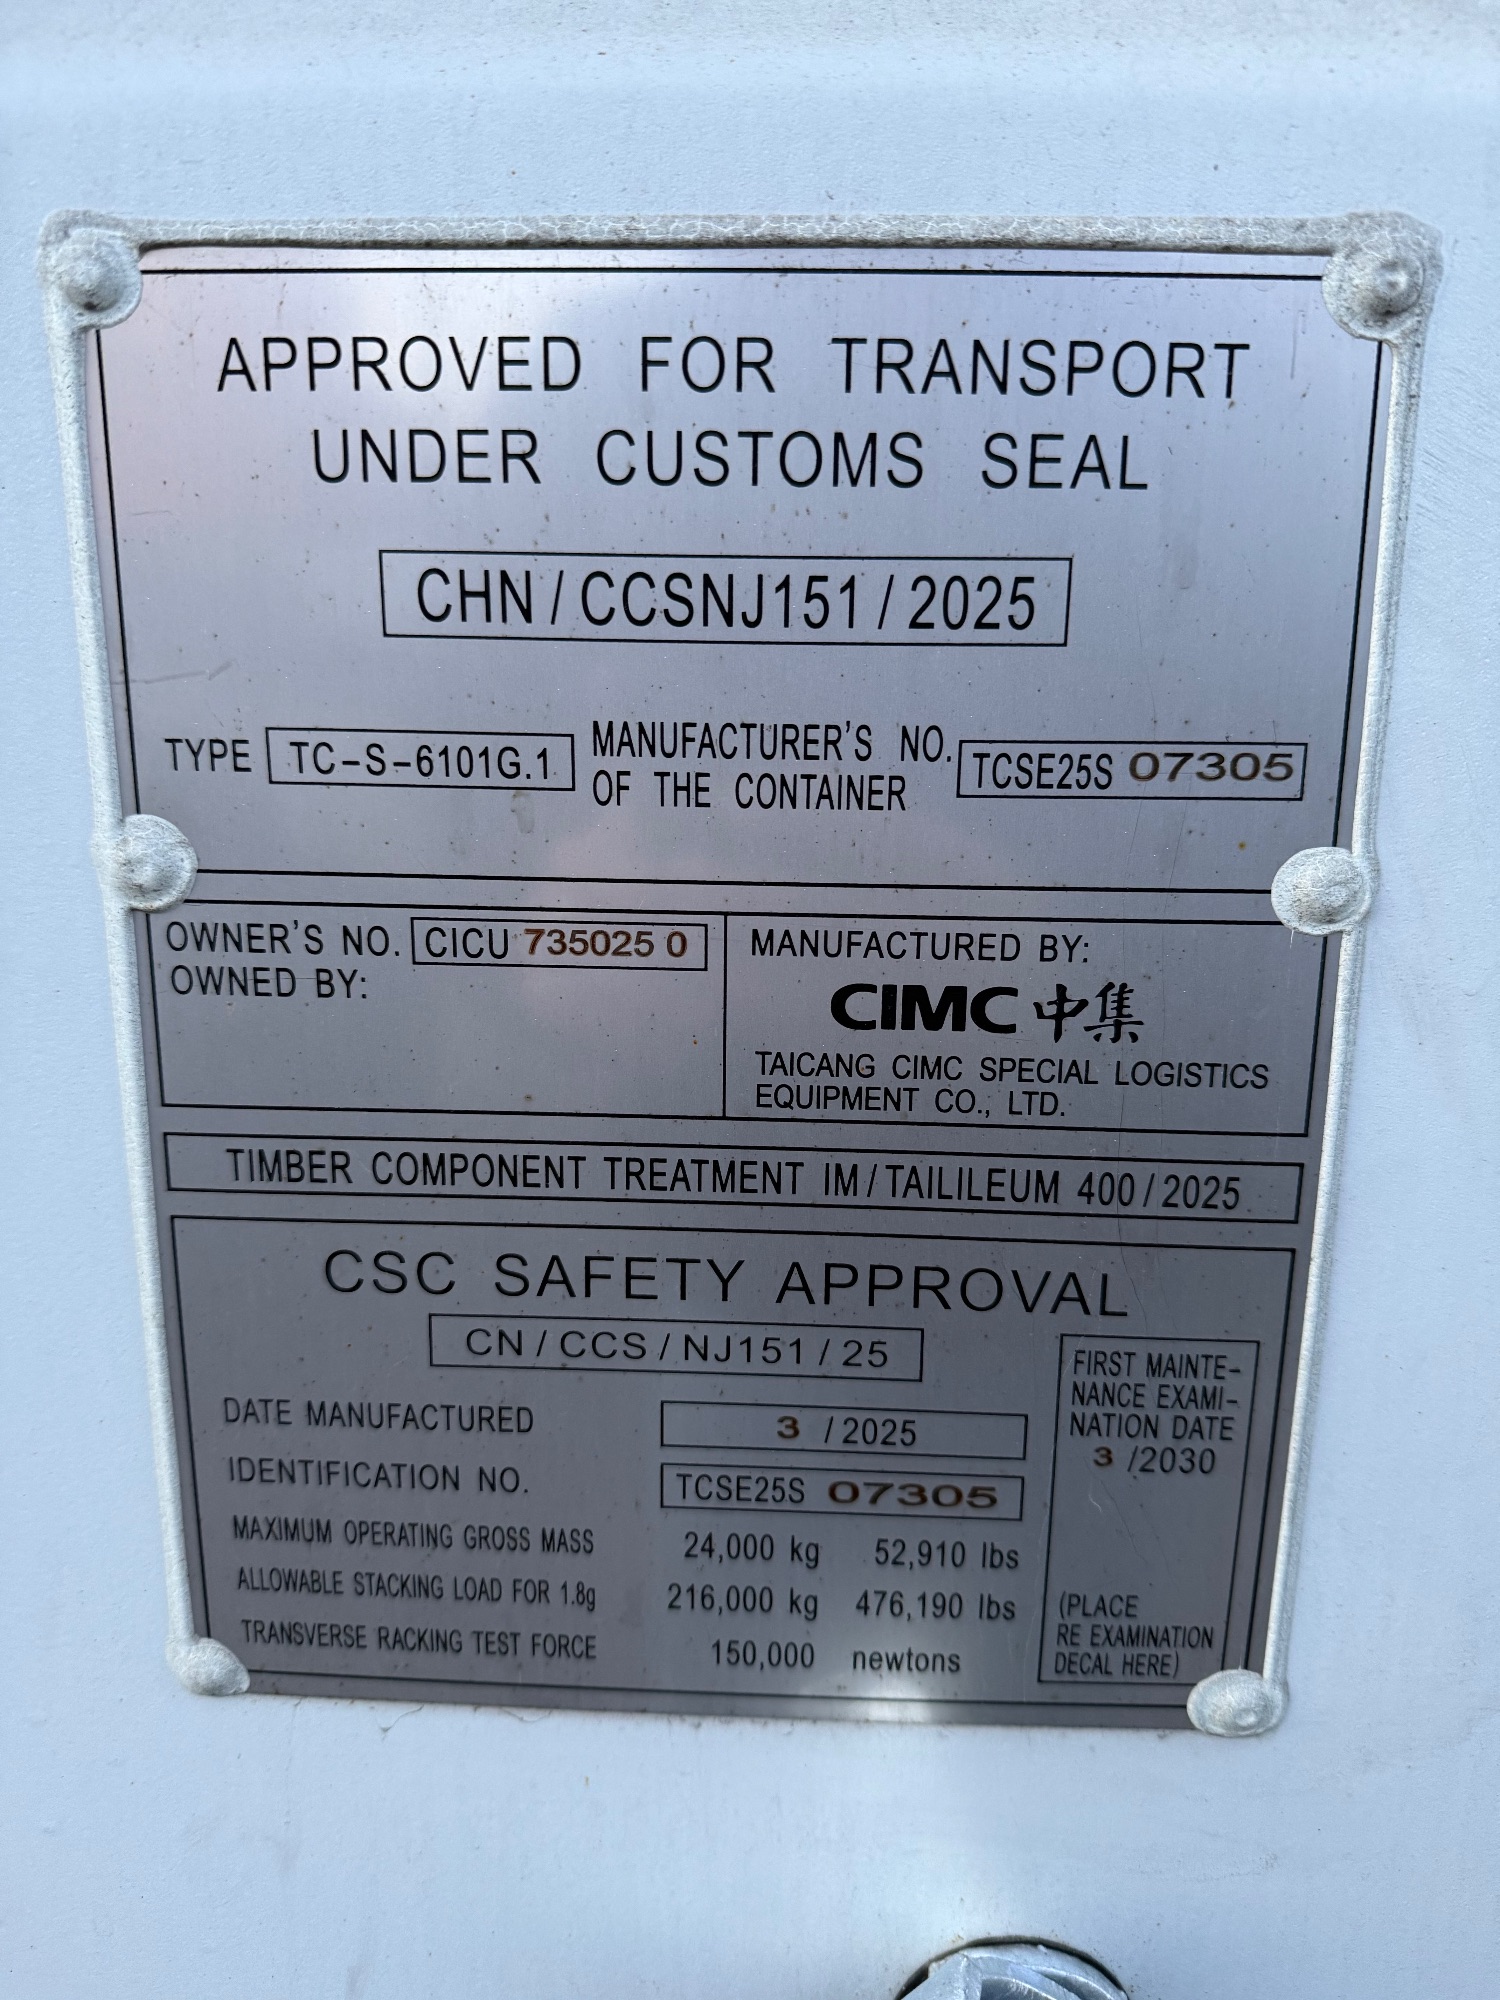 APPROVED FOR TRANSPORT
UNDER CUSTOMS SEAL
CHN/CCSNJ151/2025
TYPE TC-S-6101G.1
MANUFACTURER'S NO.
OF THE CONTAINER
TCSE25S 07305
OWNER'S NO. CICU 735025 0
OWNED BY:
MANUFACTURED BY:
CIMC 中集
TAICANG CIMC SPECIAL LOGISTICS
EQUIPMENT CO., LTD.
TIMBER COMPONENT TREATMENT IM/TAILILEUM 400/2025
CSC SAFETY APPROVAL
CN/CCS/NJ151/25
DATE MANUFACTURED 3 /2025
IDENTIFICATION NO. TCSE25S 07305
MAXIMUM OPERATING GROSS MASS 24,000 kg 52,910 lbs
ALLOWABLE STACKING LOAD FOR 1.8g 216,000 kg 476,190 lbs
TRANSVERSE RACKING TEST FORCE 150,000 newtons
FIRST MAINTE-
NANCE EXAMI-
NATION DATE
3 /2030
(PLACE
RE EXAMINATION
DECAL HERE)